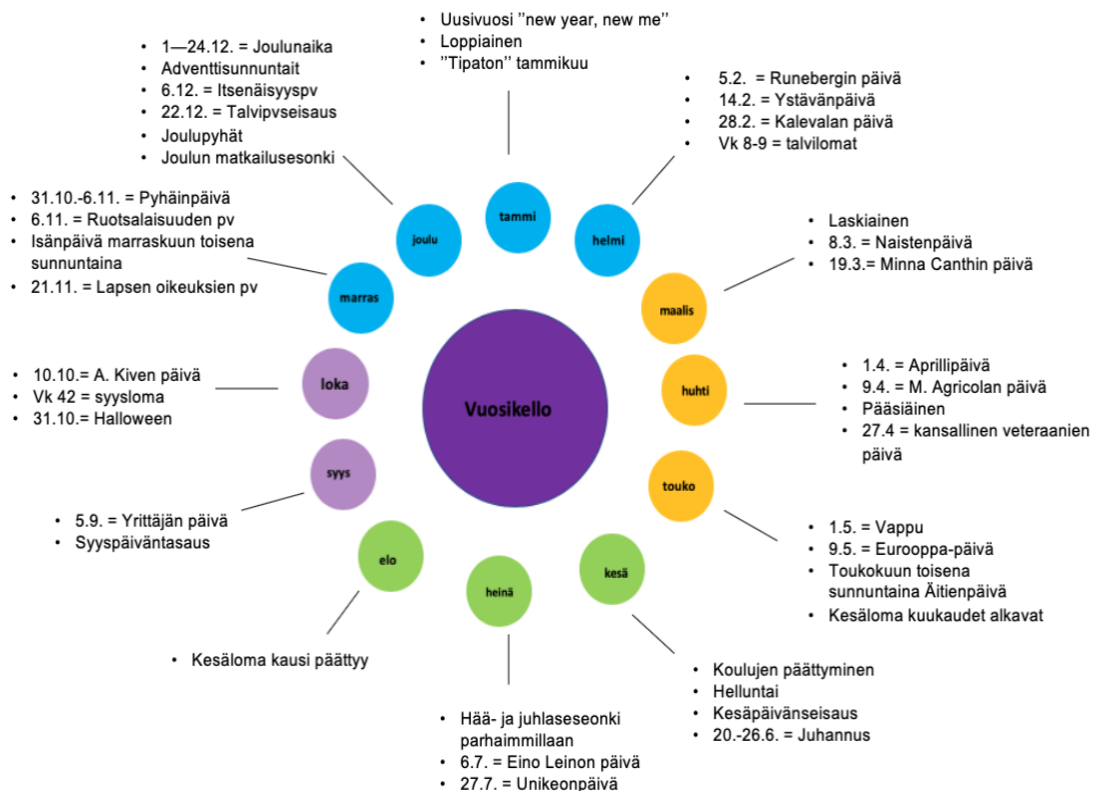 • Uusivuosi ”new year, new me”
• Loppiainen
• ”Tipaton” tammikuu
tammi
• 5.2. = Runebergin päivä
• 14.2. = Ystävänpäivä
• 28.2. = Kalevalan päivä
• Vk 8-9 = talvilomat
helmi
• Laskiainen
• 8.3. = Naistenpäivä
• 19.3.= Minna Canthin päivä
maalis
• 1.4. = Aprillipäivä
• 9.4. = M. Agricolan päivä
• Pääsiäinen
• 27.4 = kansallinen veteraanien
päivä
huhti
• 1.5. = Vappu
• 9.5. = Eurooppa-päivä
• Toukokuun toisena
sunnuntaina Äitienpäivä
• Kesäloma kuukaudet alkavat
touko
• Koulujen päättyminen
• Helluntai
• Kesäpäivänseisaus
• 20.-26.6. = Juhannus
kesä
• Hää- ja juhlaseseonki
parhaimmillaan
• 6.7. = Eino Leinon päivä
• 27.7. = Unikeonpäivä
heinä
• Kesäloma kausi päättyy
elo
• 5.9. = Yrittäjän päivä
• Syyspäiväntasaus
syys
• 10.10.= A. Kiven päivä
• Vk 42 = syysloma
• 31.10.= Halloween
loka
• 31.10.-6.11. = Pyhäinpäivä
• 6.11. = Ruotsalaisuuden pv
• Isänpäivä marraskuun toisena
sunnuntaina
• 21.11. = Lapsen oikeuksien pv
marras
• 1—24.12. = Joulunaika
• Adventtisunnuntait
• 6.12. = Itsenäisyyspv
• 22.12. = Talvipvseisaus
• Joulupyhät
• Joulun matkailusesonki
joulu
Vuosikello